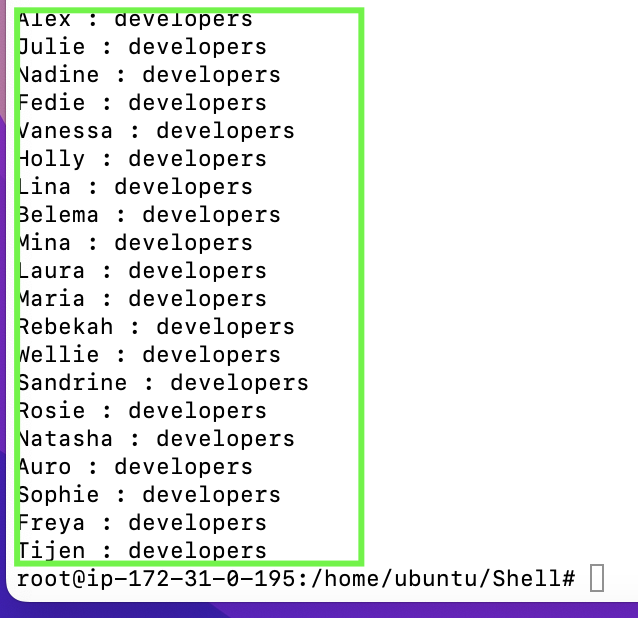 Alex : developers
Julie : developers
Nadine : developers
Fedie : developers
Vanessa : developers
Holly : developers
Lina : developers
Belema : developers
Mina : developers
Laura : developers
Maria : developers
Rebekah : developers
Wellie : developers
Sandrine : developers
Rosie : developers
Natasha : developers
Auro : developers
Sophie : developers
Freya : developers
Tijen : developers
root@ip-172-31-0-195:/home/ubuntu/Shell#